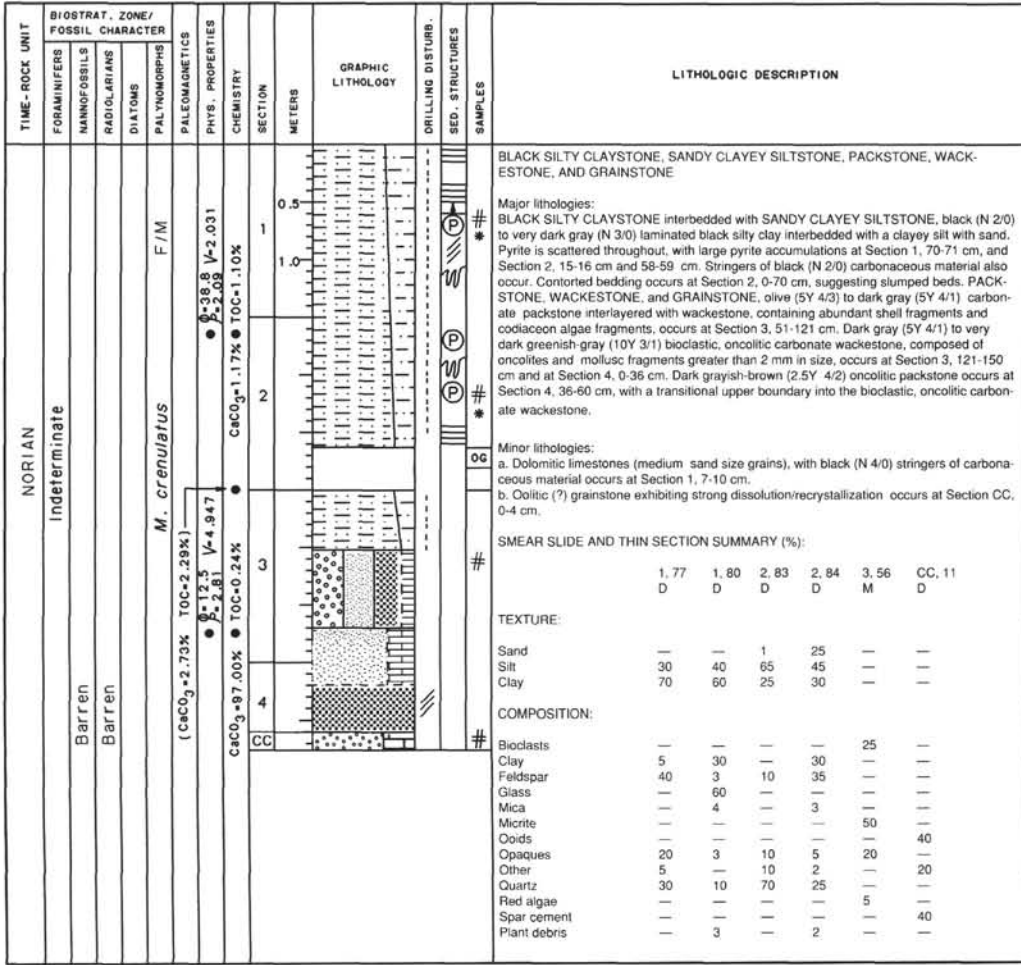 TIME-ROCK UNIT
BIOSTRAT. ZONE/
FOSSIL CHARACTER
FORAMINIFERS
NANNOFOSSILS
RADIOLARIANS
DIATOMS
PALYNOMORPHS
PALEOMAGNETICS
PHYS. PROPERTIES
CHEMISTRY
SECTION
METERS
GRAPHIC
LITHOLOGY
DRILLING DISTURB.
SED. STRUCTURES
SAMPLES
LITHOLOGIC DESCRIPTION
NORIAN
Indeterminate
Barren
Barren
M. crenulatus
F/M
(CaCO3=2.73% TOC=2.29%)
Φ=38.8 V=2.031
ρ=2.09
Φ=12.5 V=4.947
ρ=2.81
CaCO3=1.17% TOC=1.10%
CaCO3=97.00% TOC=0.24%
1
2
3
4
CC
0.5
1.0
P
P
P
#
*
#
*
OG
#
#
BLACK SILTY CLAYSTONE, SANDY CLAYEY SILTSTONE, PACKSTONE, WACK-
ESTONE, AND GRAINSTONE
Major lithologies:
BLACK SILTY CLAYSTONE interbedded with SANDY CLAYEY SILTSTONE, black (N 2/0)
to very dark gray (N 3/0) laminated black silty clay interbedded with a clayey silt with sand.
Pyrite is scattered throughout, with large pyrite accumulations at Section 1, 70-71 cm, and
Section 2, 15-16 cm and 58-59 cm. Stringers of black (N 2/0) carbonaceous material also
occur. Contorted bedding occurs at Section 2, 0-70 cm, suggesting slumped beds. PACK-
STONE, WACKESTONE, and GRAINSTONE, olive (5Y 4/3) to dark gray (5Y 4/1) carbon-
ate packstone interlayered with wackestone, containing abundant shell fragments and
codiaceon algae fragments, occurs at Section 3, 51-121 cm. Dark gray (5Y 4/1) to very
dark greenish-gray (10Y 3/1) bioclastic, oncolitic carbonate wackestone, composed of
oncolites and mollusc fragments greater than 2 mm in size, occurs at Section 3, 121-150
cm and at Section 4, 0-36 cm. Dark grayish-brown (2.5Y 4/2) oncolitic packstone occurs at
Section 4, 36-60 cm, with a transitional upper boundary into the bioclastic, oncolitic carbon-
ate wackestone.
Minor lithologies:
a. Dolomitic limestones (medium sand size grains), with black (N 4/0) stringers of carbona-
ceous material occurs at Section 1, 7-10 cm.
b. Oolitic (?) grainstone exhibiting strong dissolution/recrystallization occurs at Section CC,
0-4 cm.
SMEAR SLIDE AND THIN SECTION SUMMARY (%):
1, 77 1, 80 2, 83 2, 84 3, 56 CC, 11
D D D D M D
TEXTURE:
Sand — — 1 25 — —
Silt 30 40 65 45 — —
Clay 70 60 25 30 — —
COMPOSITION:
Bioclasts — — — — 25 —
Clay 5 30 — 30 — —
Feldspar 40 3 10 35 — —
Glass — 60 — — — —
Mica — 4 — 3 — —
Micrite — — — — 50 —
Ooids — — — — — 40
Opaques 20 3 10 5 20 —
Other 5 — 10 2 — 20
Quartz 30 10 70 25 — —
Red algae — — — — 5 —
Spar cement — — — — — 40
Plant debris — 3 — 2 — —